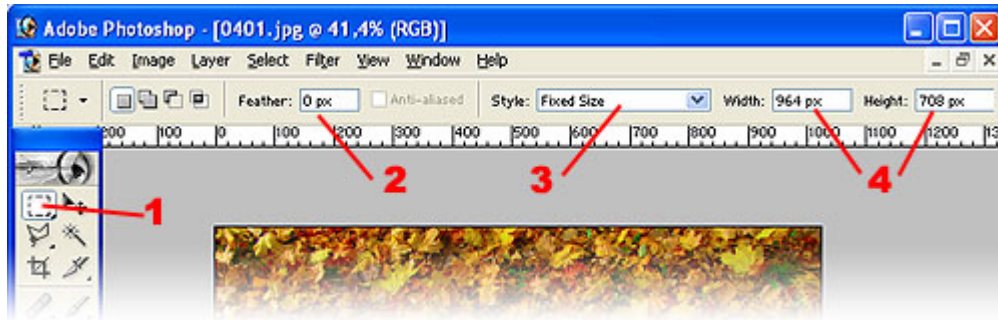 Adobe Photoshop - [0401.jpg @ 41,4% (RGB)]
File Edit Image Layer Select Filter View Window Help
Feather: 0 px Anti-aliased Style: Fixed Size Width: 964 px Height: 708 px
200 100 0 100 200 300 400 500 600 700 800 900 1000 1100 1200 13
1 2 3 4